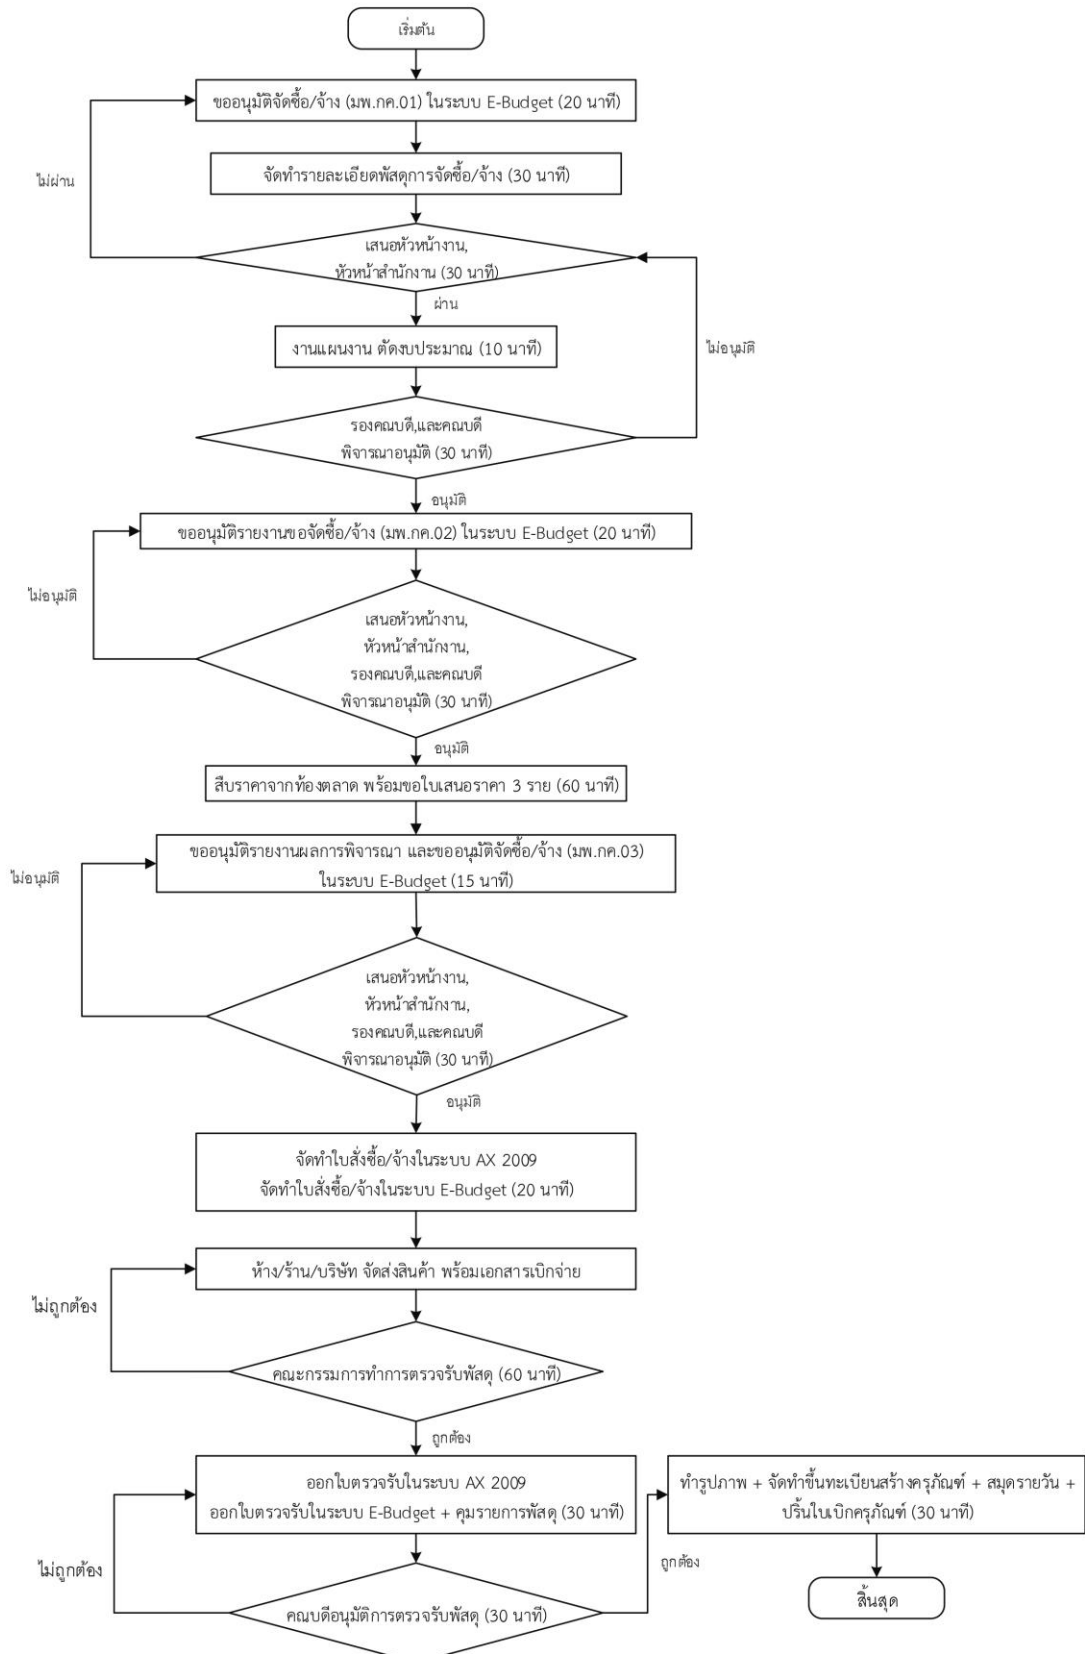 เริ่มต้น
ขออนุมัติจัดซื้อ/จ้าง (มพ.กค.01) ในระบบ E-Budget (20 นาที)
ไม่ผ่าน
จัดทำรายละเอียดพัสดุการจัดซื้อ/จ้าง (30 นาที)
เสนอหัวหน้างาน,
หัวหน้าสำนักงาน (30 นาที)
ผ่าน
งานแผนงาน ตัดงบประมาณ (10 นาที)
ไม่อนุมัติ
รองคณบดี,และคณบดี
พิจารณาอนุมัติ (30 นาที)
อนุมัติ
ขออนุมัติรายงานขอจัดซื้อ/จ้าง (มพ.กค.02) ในระบบ E-Budget (20 นาที)
ไม่อนุมัติ
เสนอหัวหน้างาน,
หัวหน้าสำนักงาน,
รองคณบดี,และคณบดี
พิจารณาอนุมัติ (30 นาที)
อนุมัติ
สืบราคาจากท้องตลาด พร้อมขอใบเสนอราคา 3 ราย (60 นาที)
ขออนุมัติรายงานผลการพิจารณา และขออนุมัติจัดซื้อ/จ้าง (มพ.กค.03)
ในระบบ E-Budget (15 นาที)
ไม่อนุมัติ
เสนอหัวหน้างาน,
หัวหน้าสำนักงาน,
รองคณบดี,และคณบดี
พิจารณาอนุมัติ (30 นาที)
อนุมัติ
จัดทำใบสั่งซื้อ/จ้างในระบบ AX 2009
จัดทำใบสั่งซื้อ/จ้างในระบบ E-Budget (20 นาที)
ห้าง/ร้าน/บริษัท จัดส่งสินค้า พร้อมเอกสารเบิกจ่าย
ไม่ถูกต้อง
คณะกรรมการทำการตรวจรับพัสดุ (60 นาที)
ถูกต้อง
ออกใบตรวจรับในระบบ AX 2009
ออกใบตรวจรับในระบบ E-Budget + คุมรายการพัสดุ (30 นาที)
ทำรูปภาพ + จัดทำขึ้นทะเบียนสร้างครุภัณฑ์ + สมุดรายวัน +
ปริ้นใบเบิกครุภัณฑ์ (30 นาที)
ไม่ถูกต้อง
ถูกต้อง
คณบดีอนุมัติการตรวจรับพัสดุ (30 นาที)
สิ้นสุด